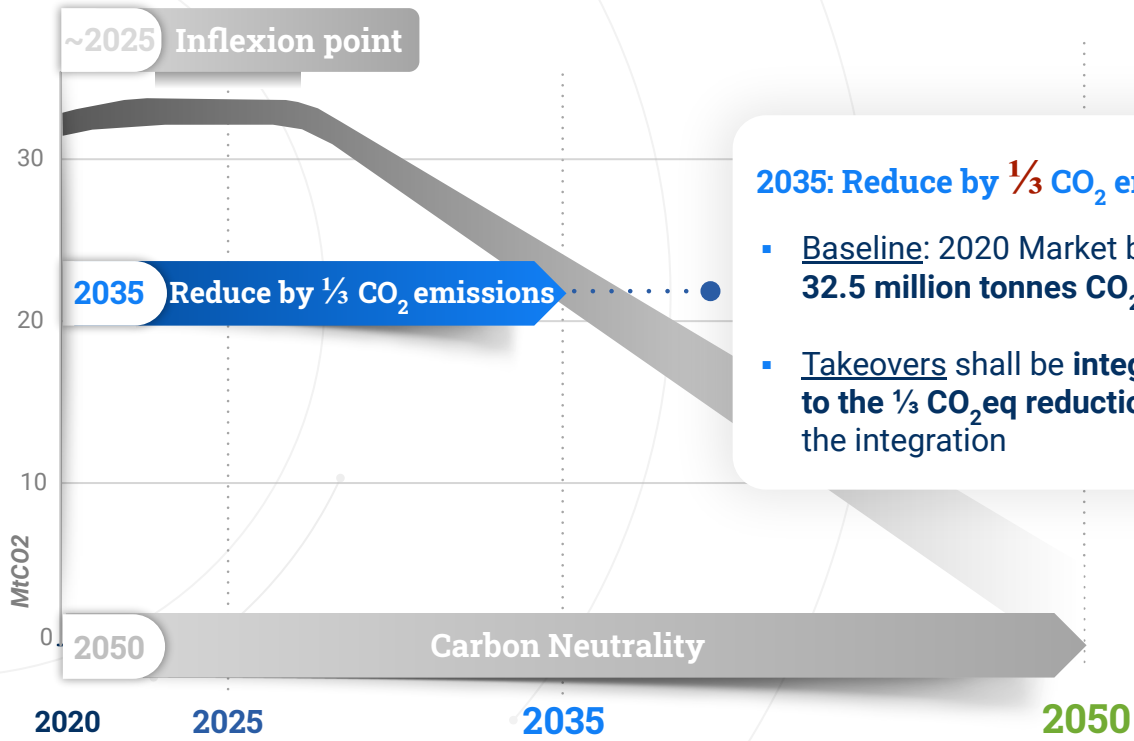 ~2025 Inflexion point
30
2035: Reduce by ⅓ CO₂
▪ Baseline: 2020 Market
32.5 million tonnes CO
2035 Reduce by ⅓ CO₂ emissions
20
▪ Takeovers shall be
to the ⅓ CO₂eq
the integration
10
MtCO2
0
2050 Carbon Neutrality
2020 2025 2035 2050